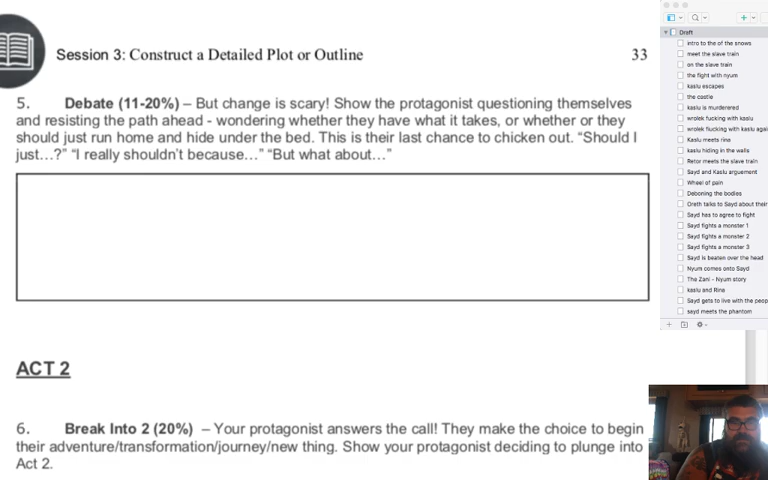 Session 3: Construct a Detailed Plot or Outline
33
5. Debate (11-20%) – But change is scary! Show the protagonist questioning themselves
and resisting the path ahead - wondering whether they have what it takes, or whether or they
should just run home and hide under the bed. This is their last chance to chicken out. “Should I
just…?” “I really shouldn’t because…” “But what about…”
ACT 2
6. Break Into 2 (20%) – Your protagonist answers the call! They make the choice to begin
their adventure/transformation/journey/new thing. Show your protagonist deciding to plunge into
Act 2.
Draft
intro to the of the snows
meet the slave train
on the slave train
the fight with nyum
kaslu escapes
the castle
kaslu is murdererd
wrolek fucking with kaslu
wrolek flucking with kaslu agai
Kaslu meets rina
kaslu hiding in the walls
Retor meets the slave train
Sayd and Kaslu arguement
Wheel of pain
Deboning the bodies
Oreth talks to Sayd about their
Sayd has to agree to fight
Sayd fights a monster 1
Sayd fights a monster 2
Sayd fights a monster 3
Sayd is beaten over the head
Nyum comes onto Sayd
The Zani - Nyum story
kaslu and Rina
Sayd gets to live with the peop
sayd meets the phantom